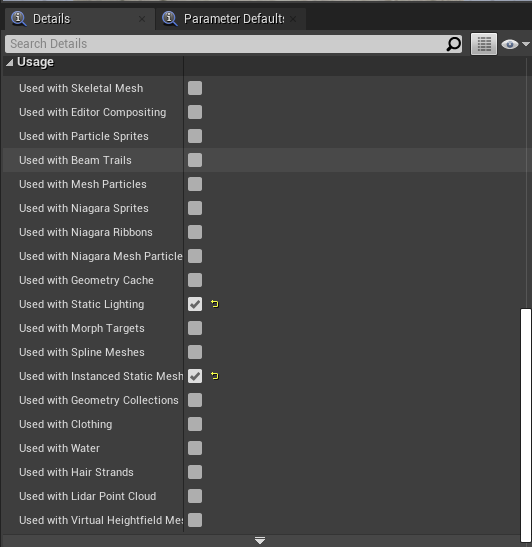 Details
Parameter Defaults
Search Details
Usage
Used with Skeletal Mesh
Used with Editor Compositing
Used with Particle Sprites
Used with Beam Trails
Used with Mesh Particles
Used with Niagara Sprites
Used with Niagara Ribbons
Used with Niagara Mesh Particle
Used with Geometry Cache
Used with Static Lighting
Used with Morph Targets
Used with Spline Meshes
Used with Instanced Static Mesh
Used with Geometry Collections
Used with Clothing
Used with Water
Used with Hair Strands
Used with Lidar Point Cloud
Used with Virtual Heightfield Mes